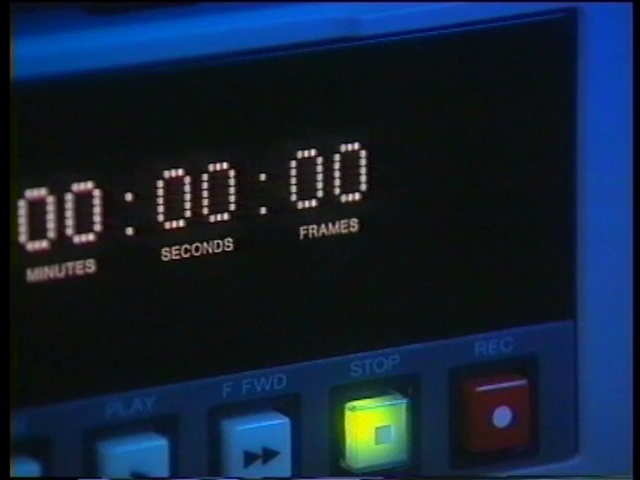 00:00:00
MINUTES SECONDS FRAMES
PLAY F FWD STOP REC